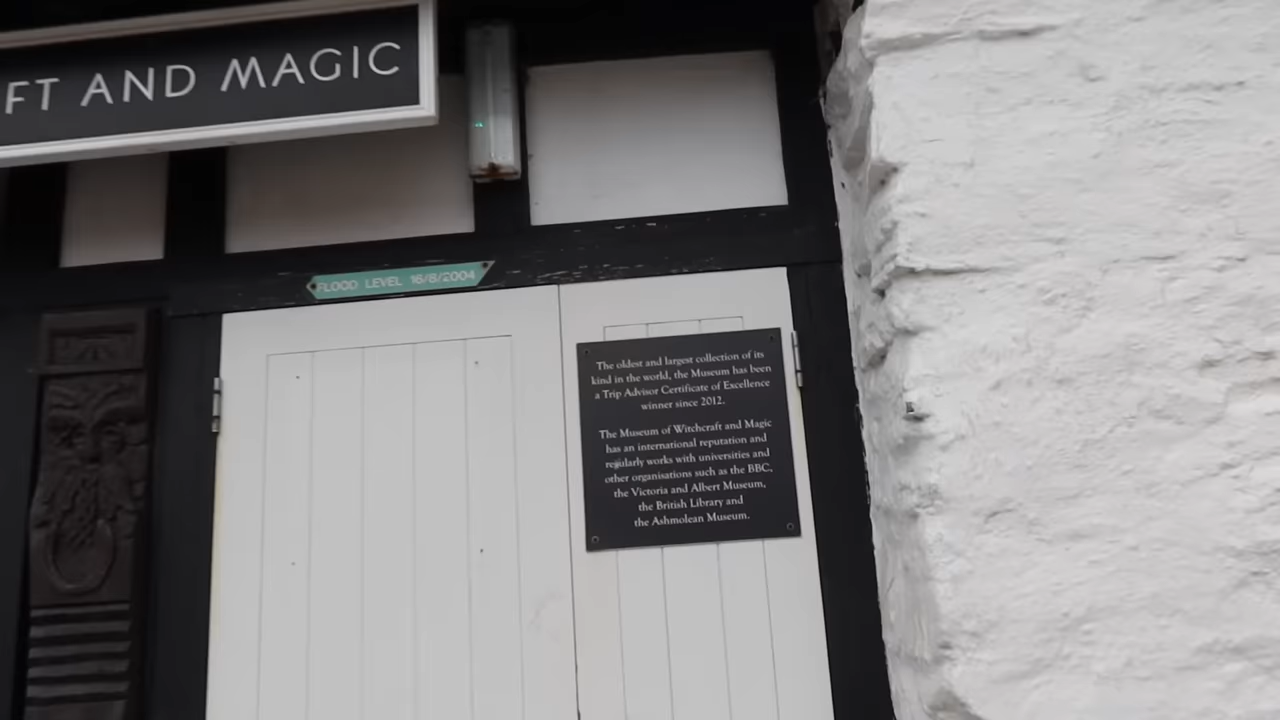 FT AND MAGIC
FLOOD LEVEL 16/8/2004
The oldest and largest collection of its
kind in the world, the Museum has been
a Trip Advisor Certificate of Excellence
winner since 2012.
The Museum of Witchcraft and Magic
has an international reputation and
regularly works with universities and
other organisations such as the BBC,
the Victoria and Albert Museum,
the British Library and
the Ashmolean Museum.